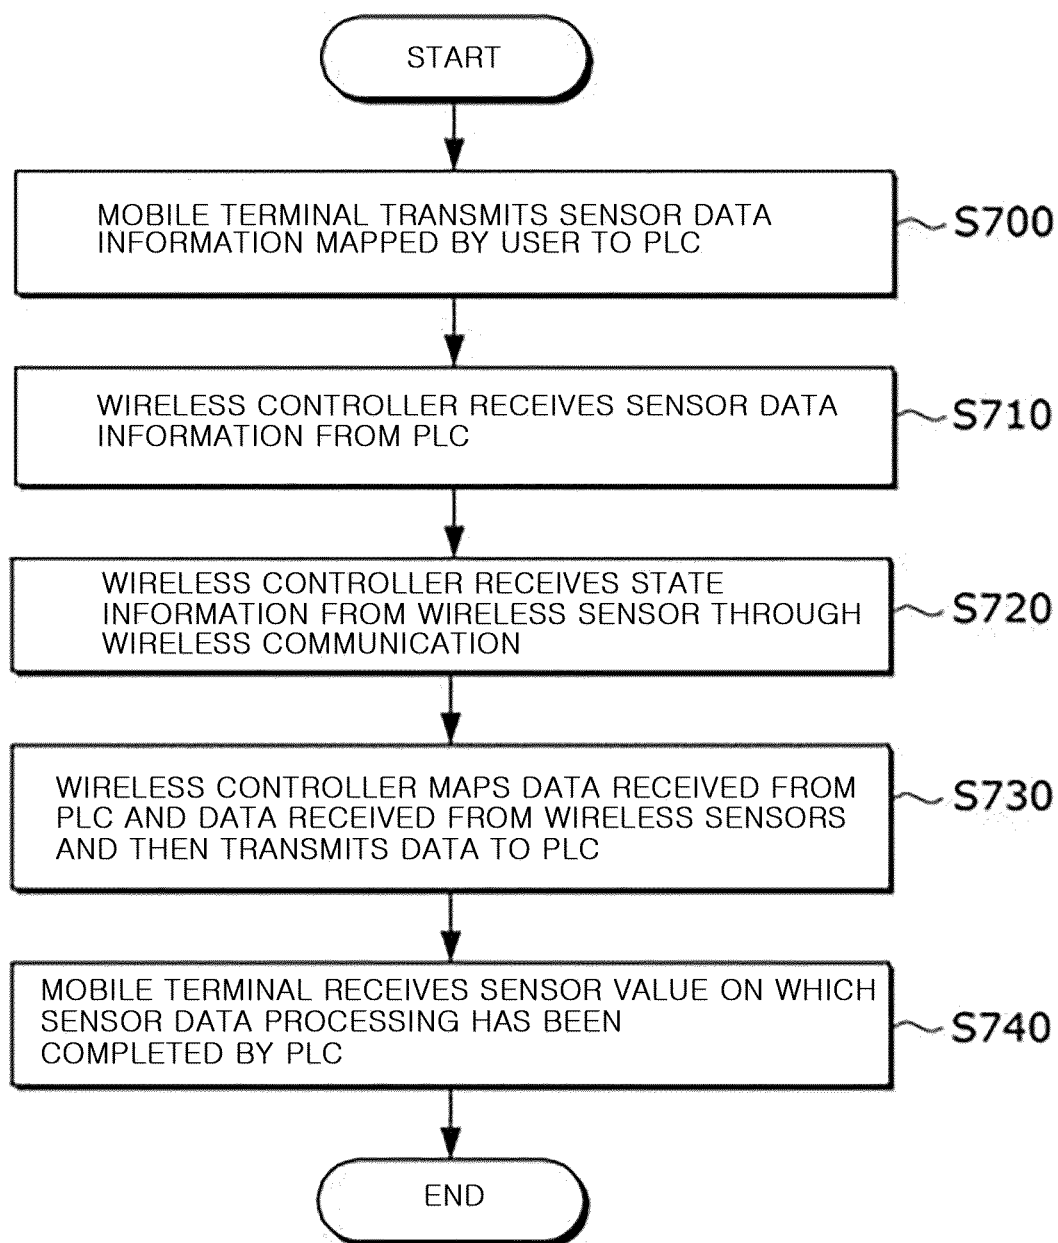 START
MOBILE TERMINAL TRANSMITS SENSOR DATA
INFORMATION MAPPED BY USER TO PLC
S700
WIRELESS CONTROLLER RECEIVES SENSOR DATA
INFORMATION FROM PLC
S710
WIRELESS CONTROLLER RECEIVES STATE
INFORMATION FROM WIRELESS SENSOR THROUGH
WIRELESS COMMUNICATION
S720
WIRELESS CONTROLLER MAPS DATA RECEIVED FROM
PLC AND DATA RECEIVED FROM WIRELESS SENSORS
AND THEN TRANSMITS DATA TO PLC
S730
MOBILE TERMINAL RECEIVES SENSOR VALUE ON WHICH
SENSOR DATA PROCESSING HAS BEEN
COMPLETED BY PLC
S740
END